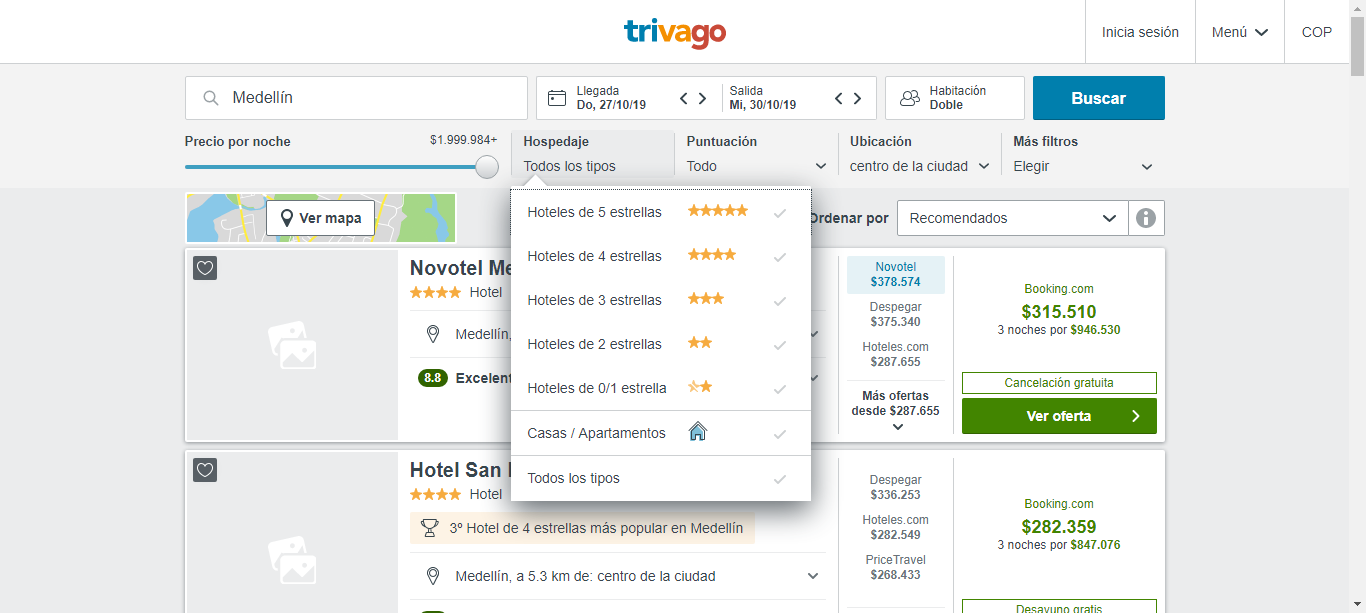 trivago
Inicia sesión
Menú
COP
Medellín
Llegada
Do, 27/10/19
Salida
Mi, 30/10/19
Habitación
Doble
Buscar
Precio por noche
$1.999.984+
Hospedaje
Todos los tipos
Puntuación
Todo
Ubicación
centro de la ciudad
Más filtros
Elegir
Ver mapa
Hoteles de 5 estrellas
Hoteles de 4 estrellas
Hoteles de 3 estrellas
Hoteles de 2 estrellas
Hoteles de 0/1 estrella
Casas / Apartamentos
Todos los tipos
Ordenar por
Recomendados
Novotel Me
Hotel
Medellín,
8.8 Excelent
Novotel
$378.574
Despegar
$375.340
Hoteles.com
$287.655
Más ofertas
desde $287.655
Booking.com
$315.510
3 noches por $946.530
Cancelación gratuita
Ver oferta
Hotel San
Hotel
3º Hotel de 4 estrellas más popular en Medellín
Medellín, a 5.3 km de: centro de la ciudad
Despegar
$336.253
Hoteles.com
$282.549
PriceTravel
$268.433
Booking.com
$282.359
3 noches por $847.076
Desayuno gratis